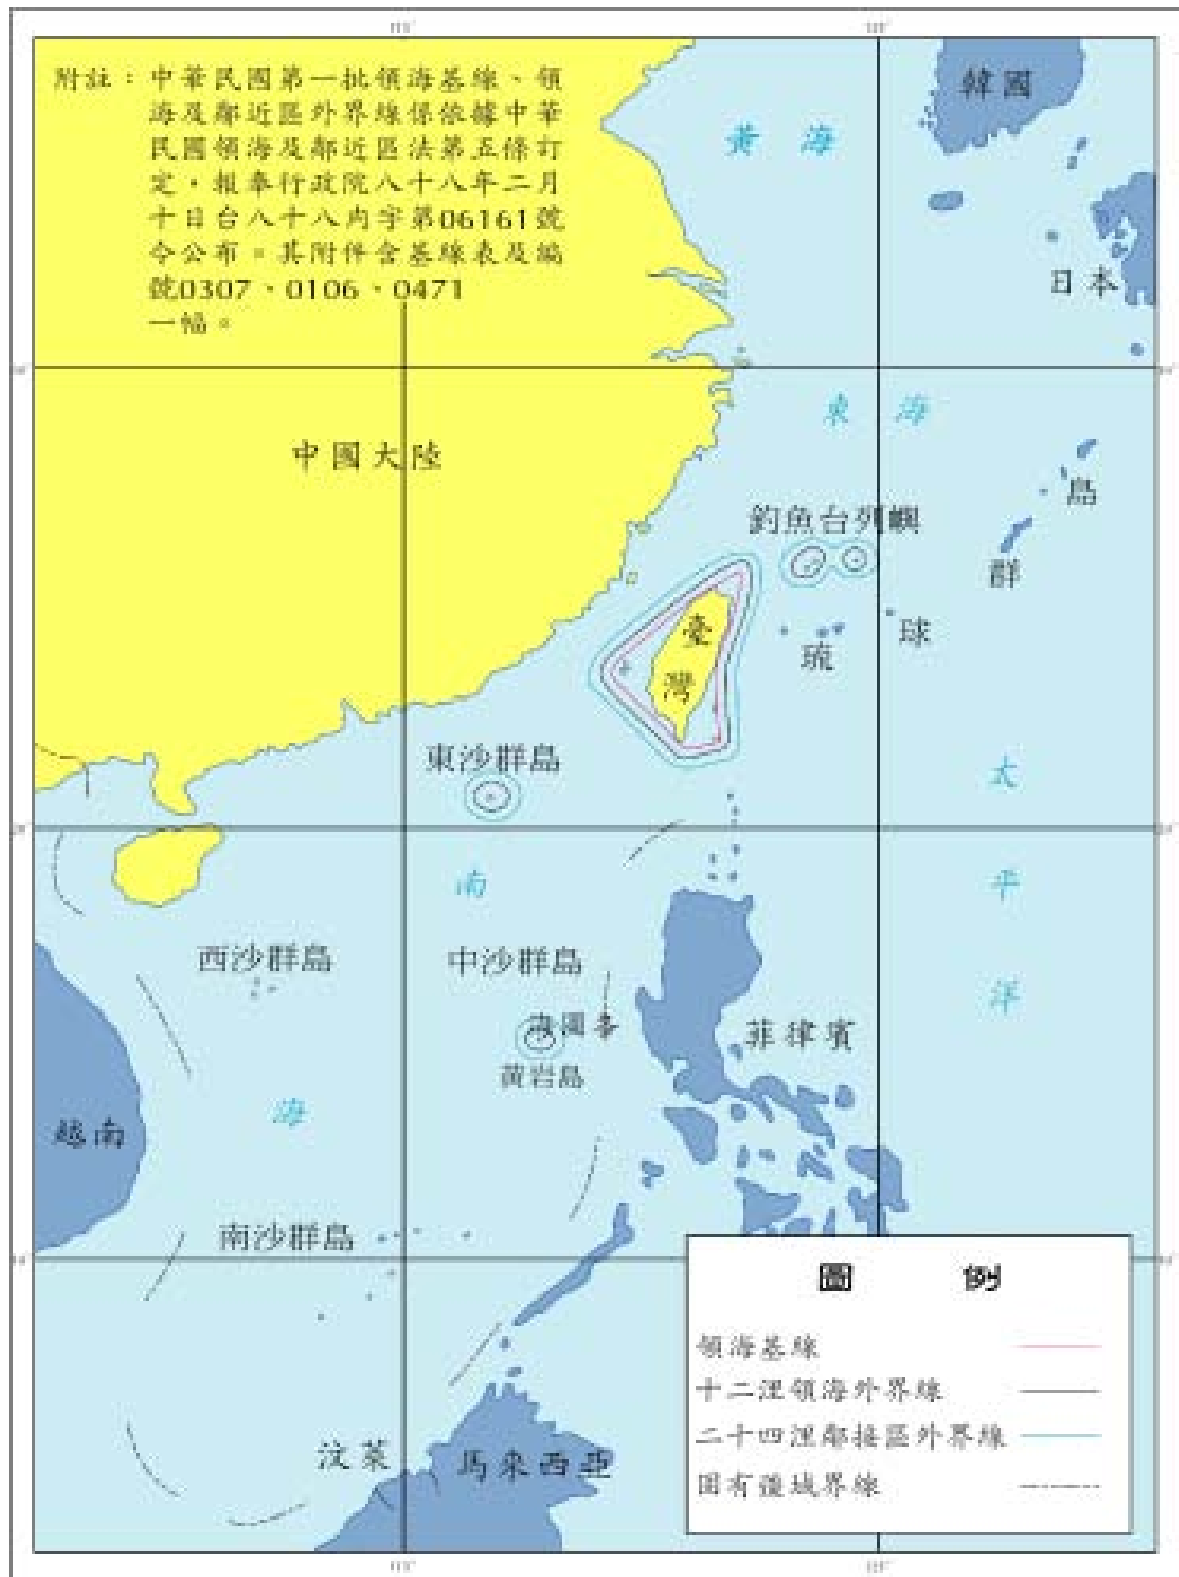 附註：中華民國第一批領海基線、領
海及鄰近區外界線係依據中華
民國領海及鄰近區法第五條訂
定，報奉行政院八十八年二月
十日台八十八內字第06161號
令公布。其附件含基線表及編
號0307、0106、0471
一幅。
韓國
黃海
日本
東海
中國大陸
釣魚台列嶼
琉球群島
臺灣
東沙群島
太平洋
南海
西沙群島
中沙群島
黃岩島
菲律賓
越南
南沙群島
汶萊
馬來西亞
圖例
領海基線
十二浬領海外界線
二十四浬鄰接區外界線
固有疆域界線